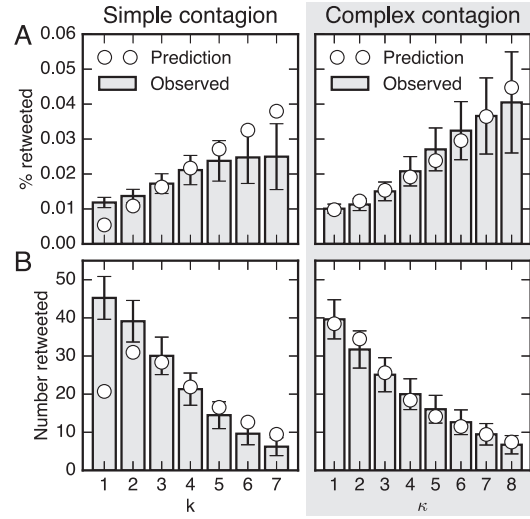 Simple contagion
Complex contagion
A
% retweeted
0.06
0.05
0.04
0.03
0.02
0.01
0.00
Prediction
Observed
Prediction
Observed
B
Number retweeted
50
40
30
20
10
0
1 2 3 4 5 6 7
k
1 2 3 4 5 6 7 8
κ